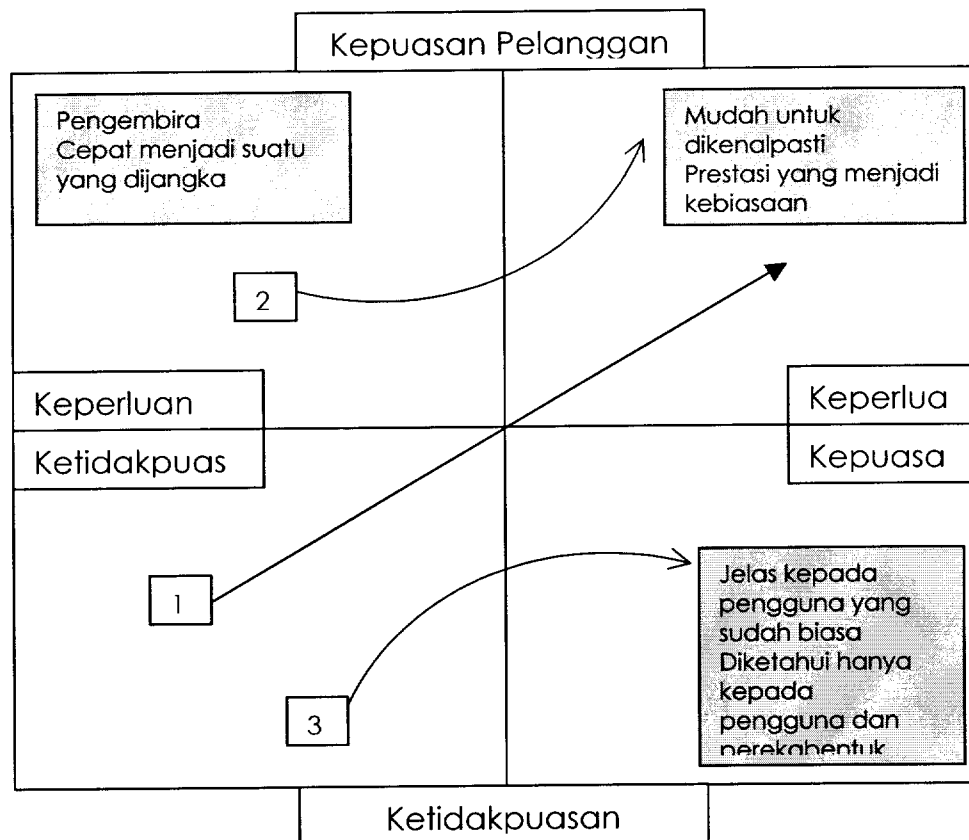 Kepuasan Pelanggan
Pengembira
Cepat menjadi suatu
yang dijangka
Mudah untuk
dikenalpasti
Prestasi yang menjadi
kebiasaan
2
Keperluan
Keperlua
Ketidakpuas
Kepuasa
1
Jelas kepada
pengguna yang
sudah biasa
Diketahui hanya
kepada
pengguna dan
perekabentuk
3
Ketidakpuasan